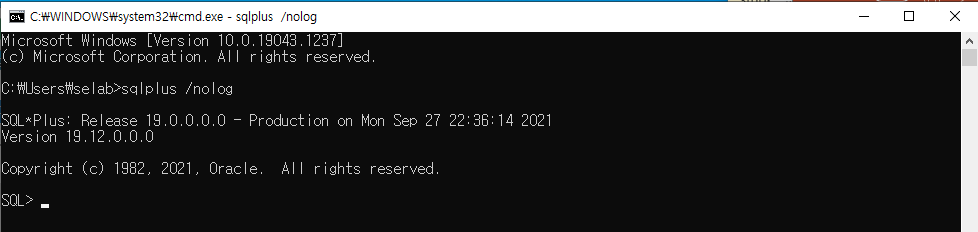 C:₩WINDOWS₩system32₩cmd.exe - sqlplus  /nolog
Microsoft Windows [Version 10.0.19043.1237]
(c) Microsoft Corporation. All rights reserved.
C:₩Users₩selab>sqlplus /nolog
SQL*Plus: Release 19.0.0.0.0 - Production on Mon Sep 27 22:36:14 2021
Version 19.12.0.0.0
Copyright (c) 1982, 2021, Oracle.  All rights reserved.
SQL>